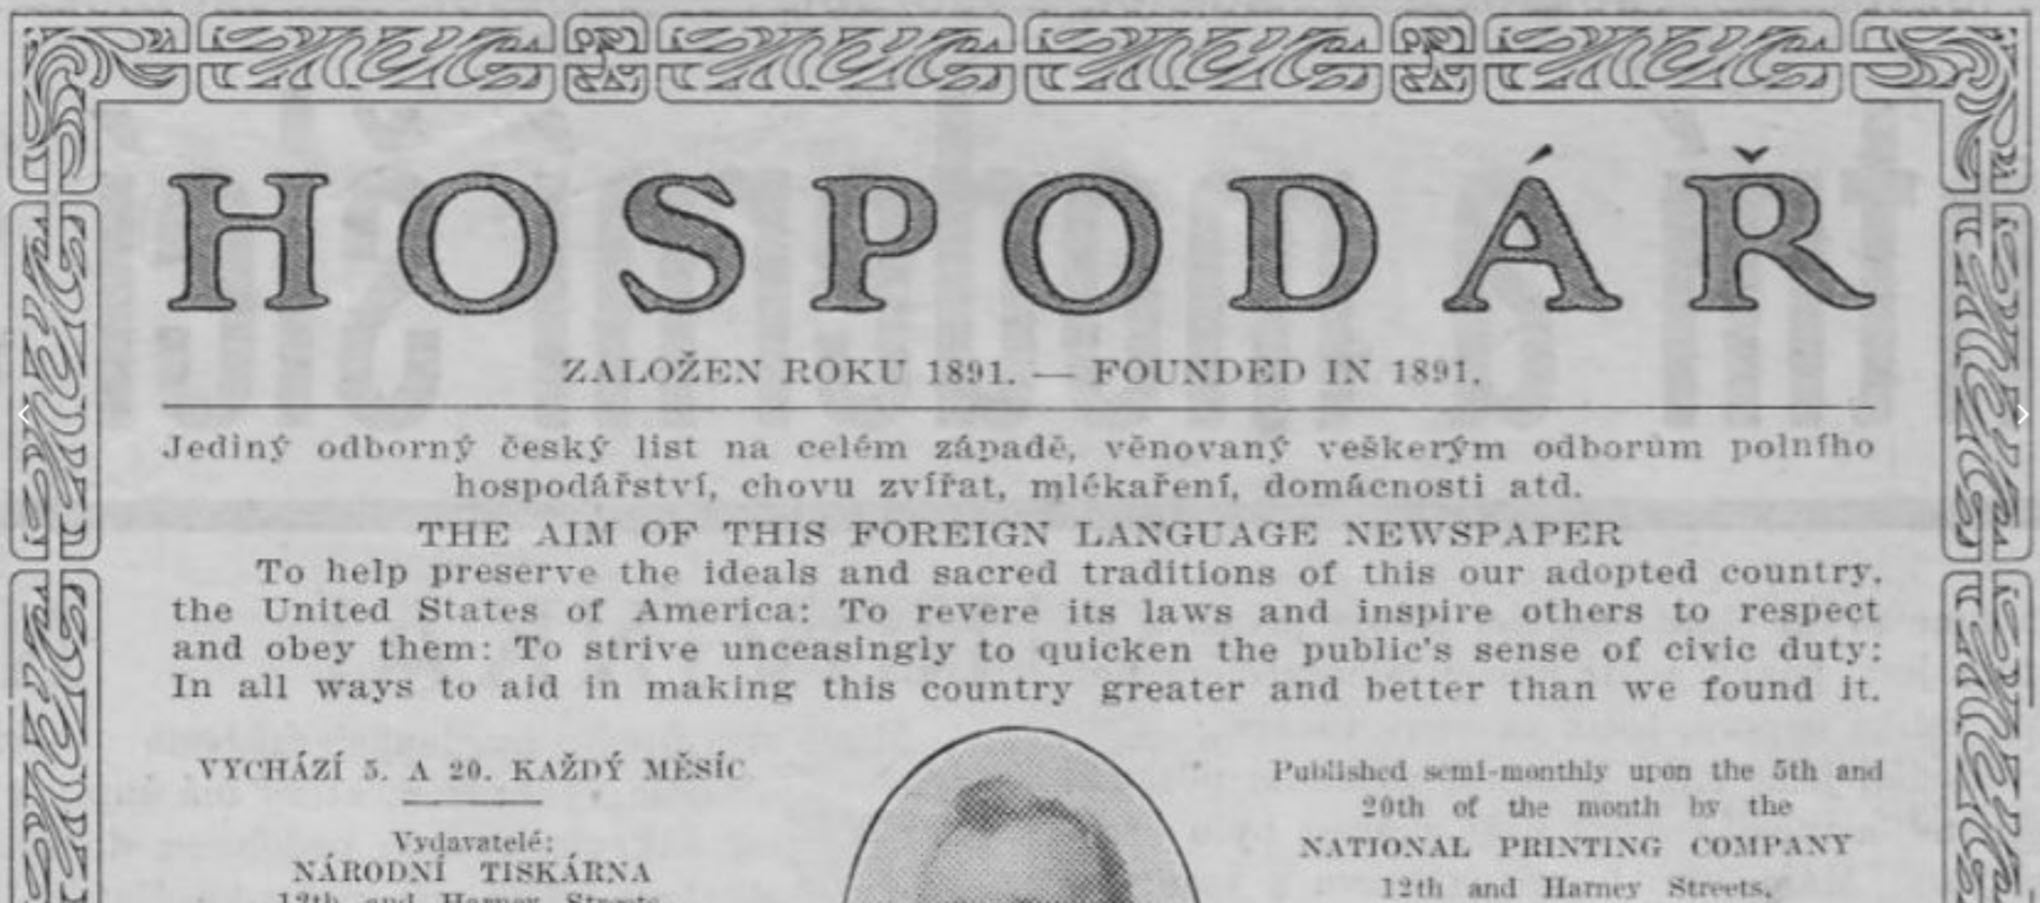 HOSPODÁŘ
ZALOŽEN ROKU 1891. — FOUNDED IN 1891.
Jediný odborný český list na celém západě, věnovaný veškerým odborům polního
hospodářství, chovu zvířat, mlékaření, domácnosti atd.
THE AIM OF THIS FOREIGN LANGUAGE NEWSPAPER
To help preserve the ideals and sacred traditions of this our adopted country,
the United States of America: To revere its laws and inspire others to respect
and obey them: To strive unceasingly to quicken the public's sense of civic duty:
In all ways to aid in making this country greater and better than we found it.
VYCHÁZÍ 5. A 20. KAŽDÝ MĚSÍC
Vydavatelé:
NÁRODNÍ TISKÁRNA
12th and Harney Streets
Published semi-monthly upon the 5th and
20th of the month by the
NATIONAL PRINTING COMPANY
12th and Harney Streets,